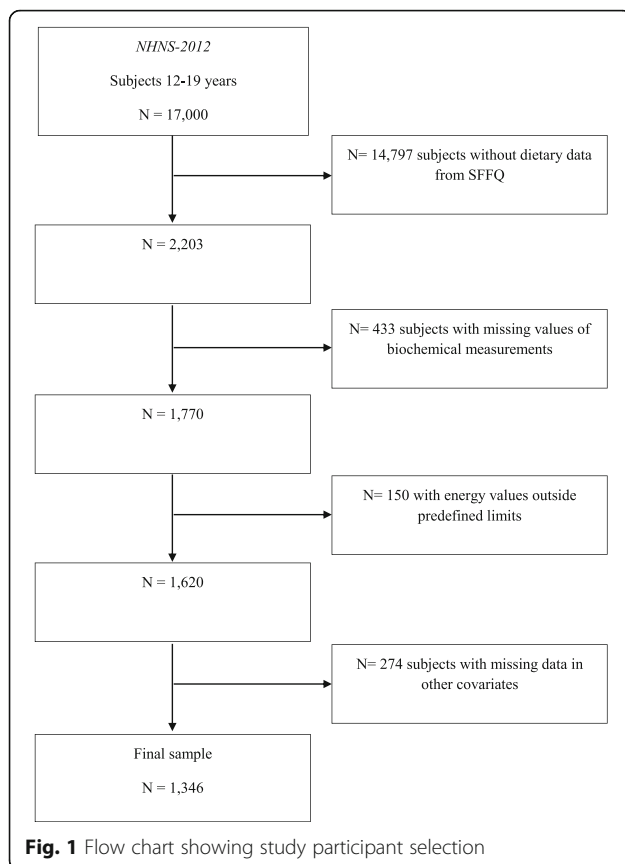 NHNS-2012
Subjects 12-19 years
N = 17,000
N= 14,797 subjects without dietary data
from SFFQ
N = 2,203
N= 433 subjects with missing values of
biochemical measurements
N = 1,770
N= 150 with energy values outside
predefined limits
N = 1,620
N= 274 subjects with missing data in
other covariates
Final sample
N = 1,346
Fig. 1 Flow chart showing study participant selection